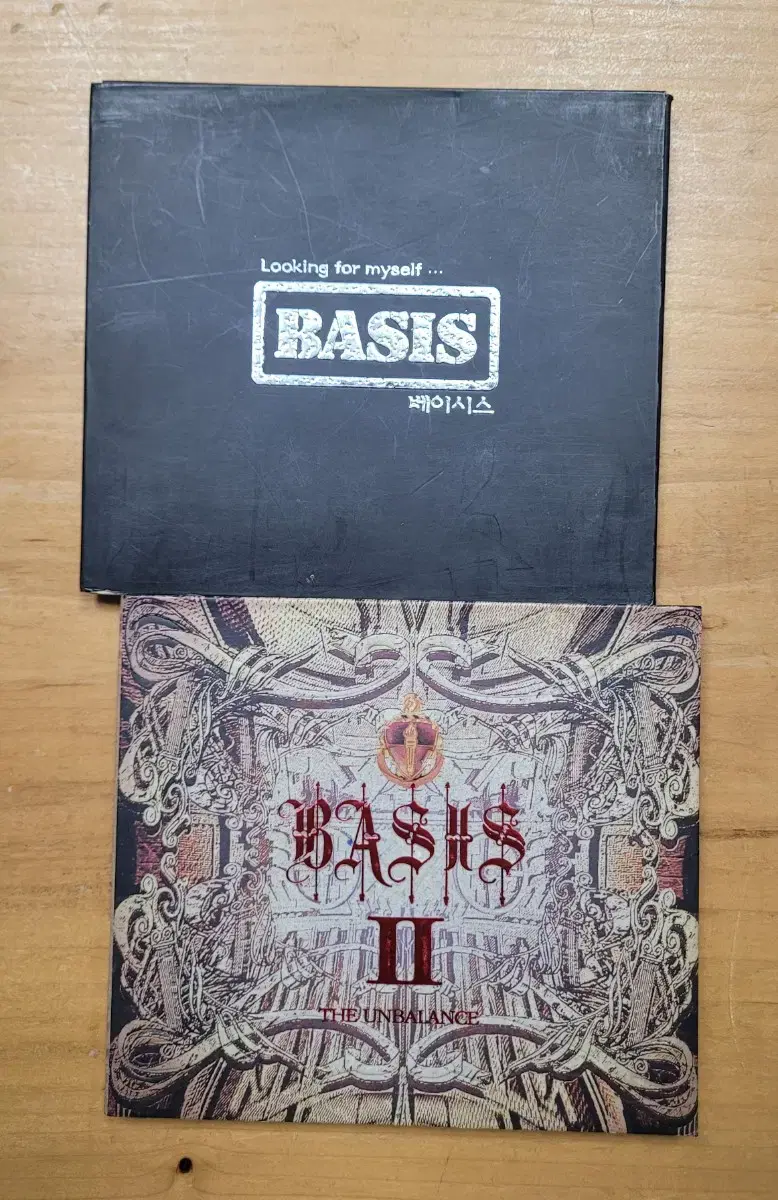 Looking for myself ...
BASIS
베이시스
BASIS
II
THE UNBALANCE